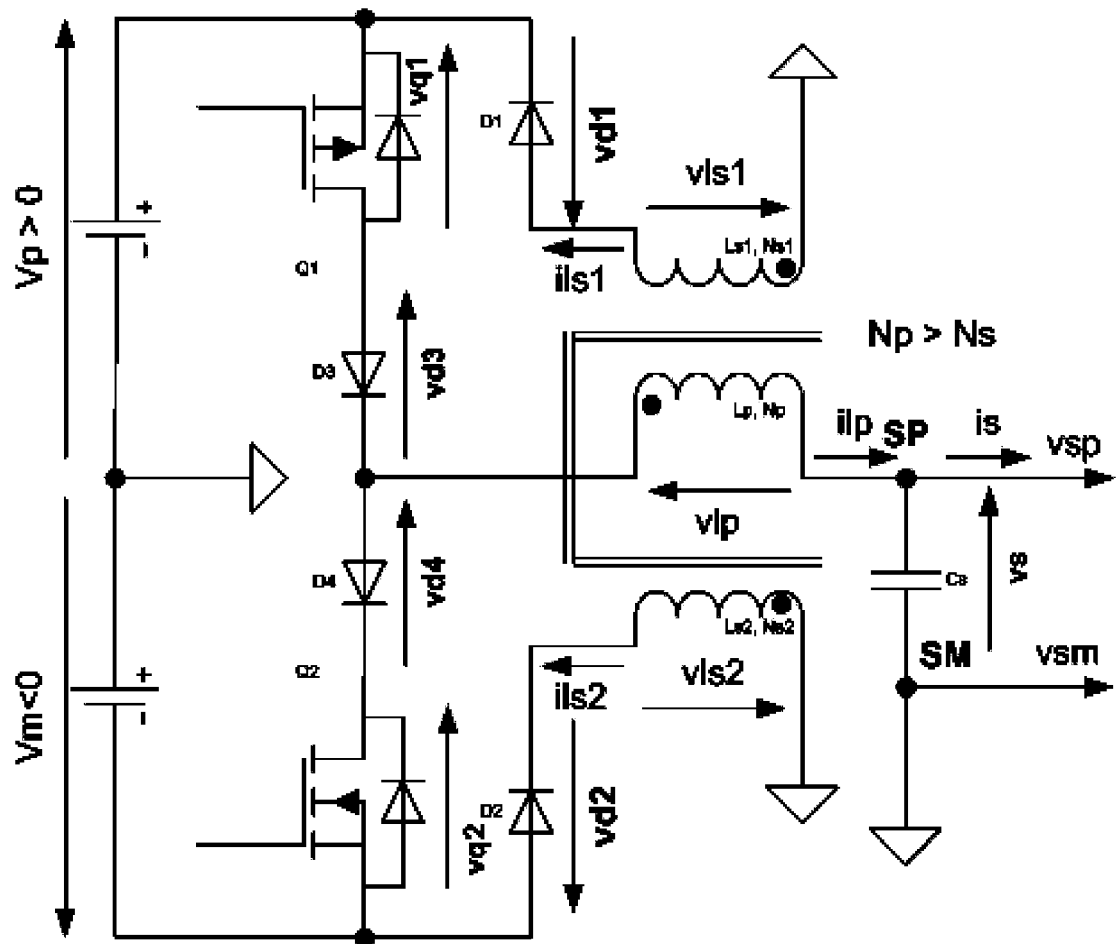 vq1
D1
vd1
vls1
Vp > 0
+
-
Ls1, Ns1
ils1
Q1
Np > Ns
D3
vd3
Lp, Np
ilp
SP
is
vsp
vlp
D4
vd4
Cs
vs
Ls2, Ns2
SM
vsm
Q2
vls2
ils2
Vm<0
+
-
vq2
D2
vd2